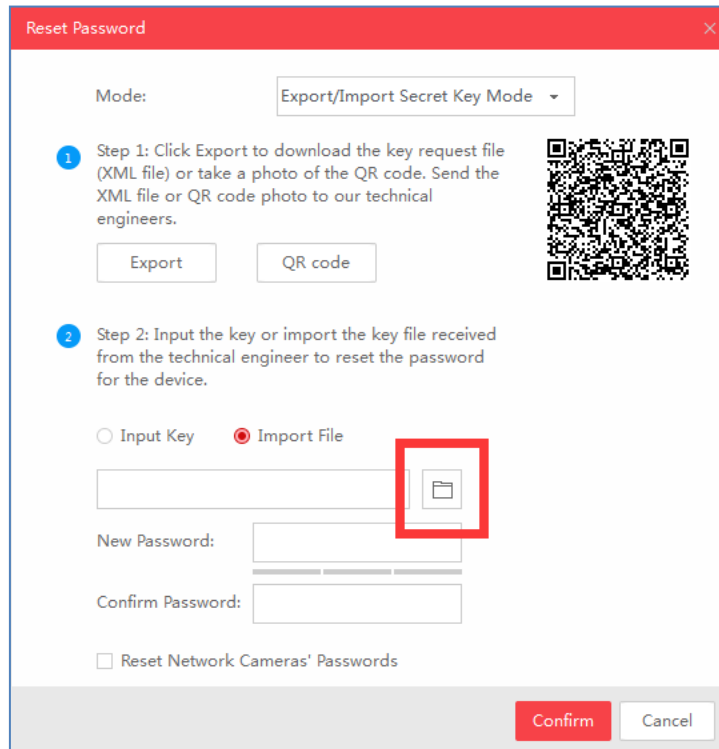 Reset Password
Mode:
Export/Import Secret Key Mode
1
Step 1: Click Export to download the key request file
(XML file) or take a photo of the QR code. Send the
XML file or QR code photo to our technical
engineers.
Export
QR code
2
Step 2: Input the key or import the key file received
from the technical engineer to reset the password
for the device.
Input Key
Import File
New Password:
Confirm Password:
Reset Network Cameras' Passwords
Confirm
Cancel